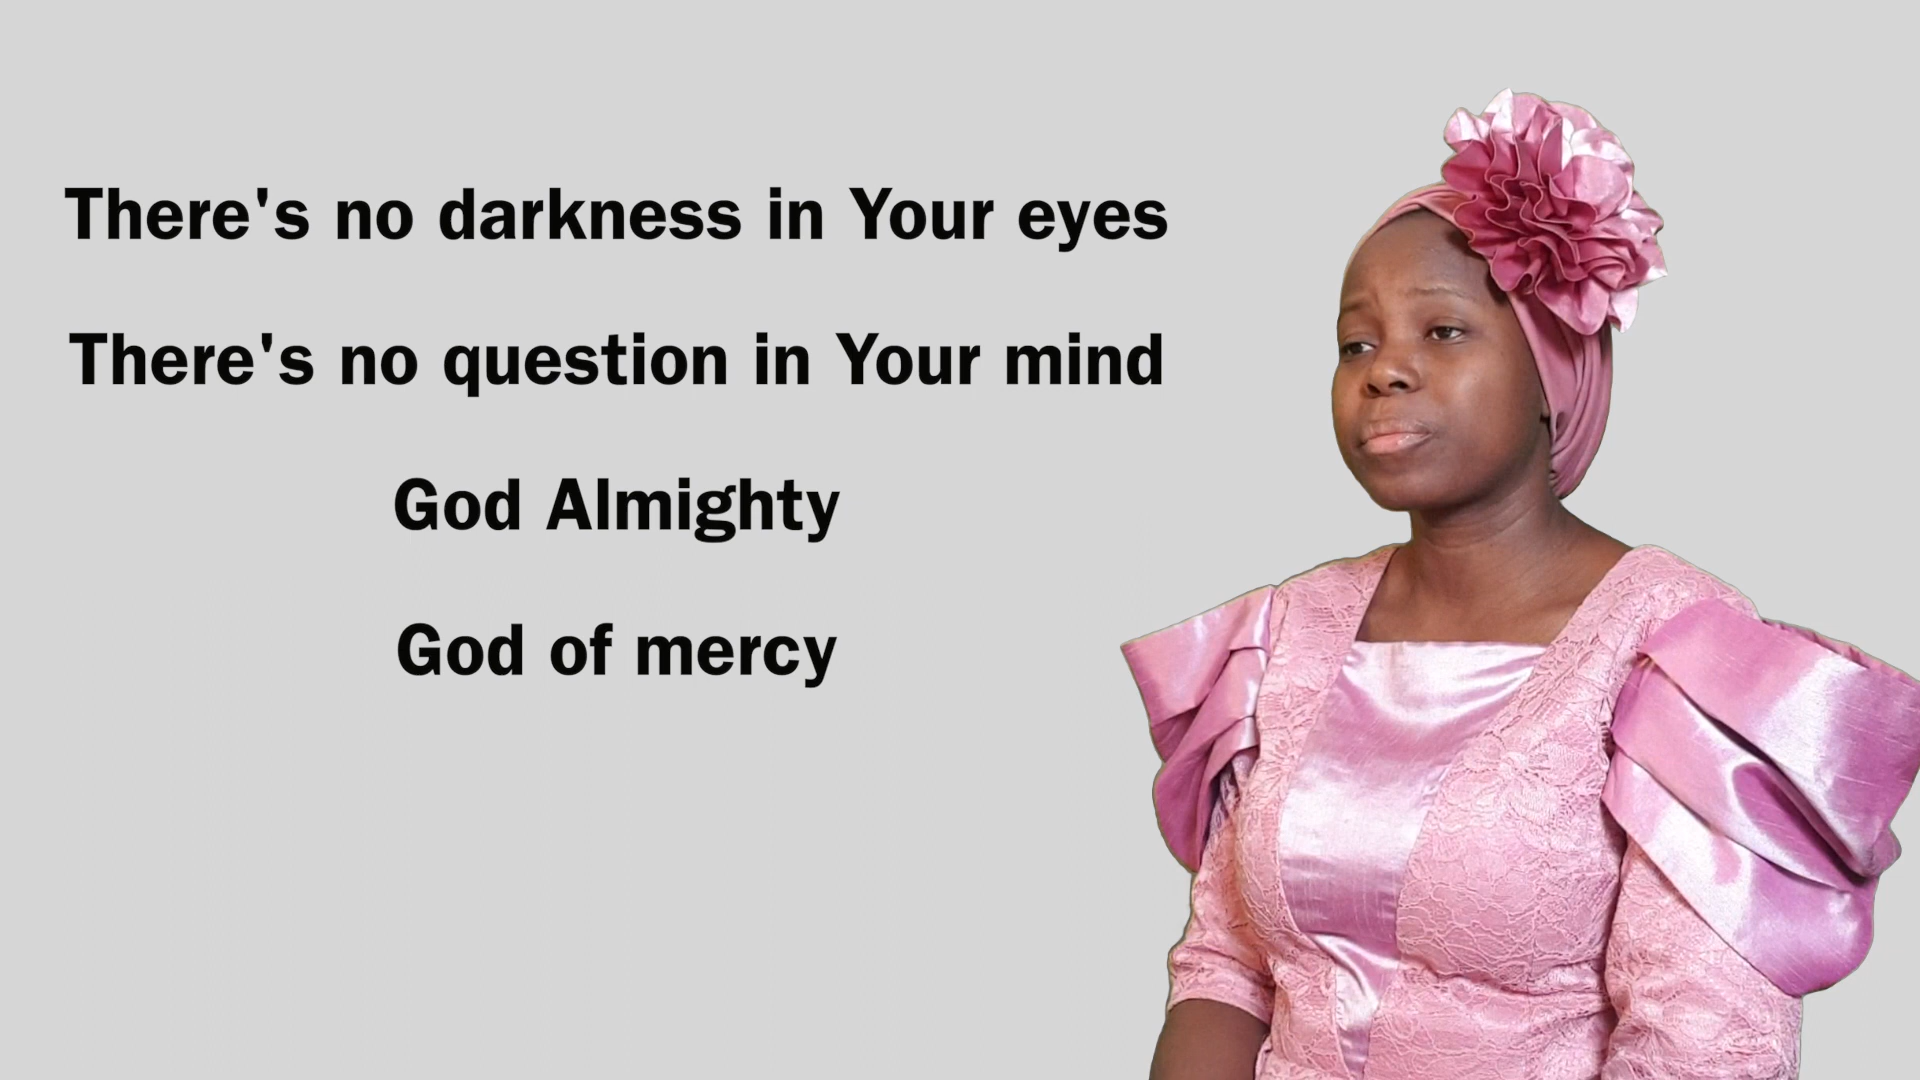 There's no darkness in Your eyes
There's no question in Your mind
God Almighty
God of mercy